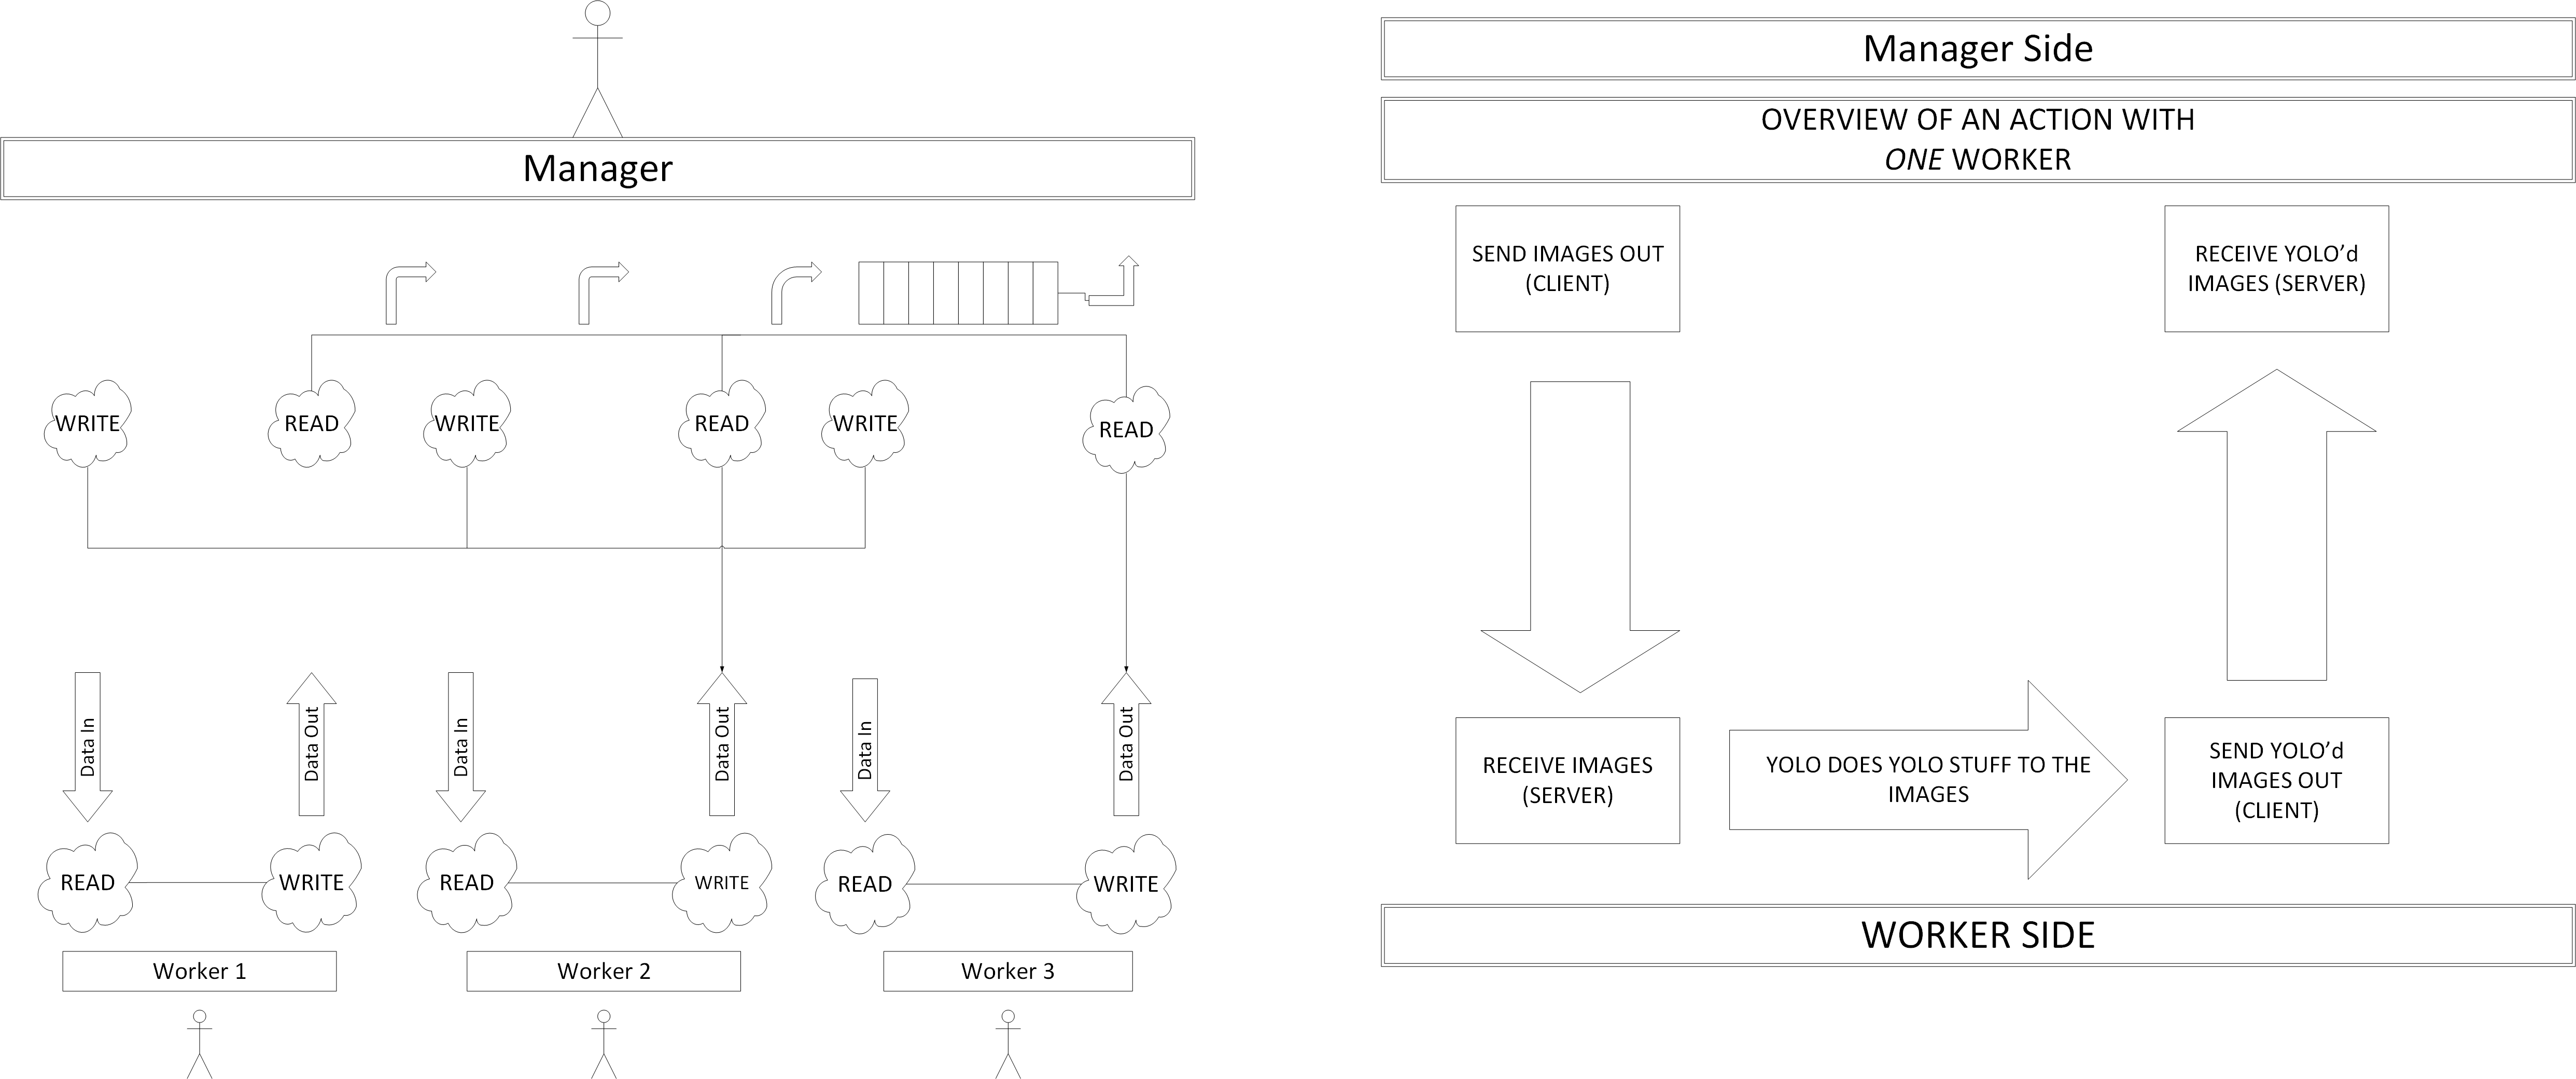 Manager
WRITE
READ
WRITE
READ
WRITE
READ
Data In
Data Out
Data In
Data Out
Data In
Data Out
READ
WRITE
READ
WRITE
READ
WRITE
Worker 1
Worker 2
Worker 3
Manager Side
OVERVIEW OF AN ACTION WITH
ONE WORKER
SEND IMAGES OUT
(CLIENT)
RECEIVE YOLO’d
IMAGES (SERVER)
RECEIVE IMAGES
(SERVER)
YOLO DOES YOLO STUFF TO THE
IMAGES
SEND YOLO’d
IMAGES OUT
(CLIENT)
WORKER SIDE